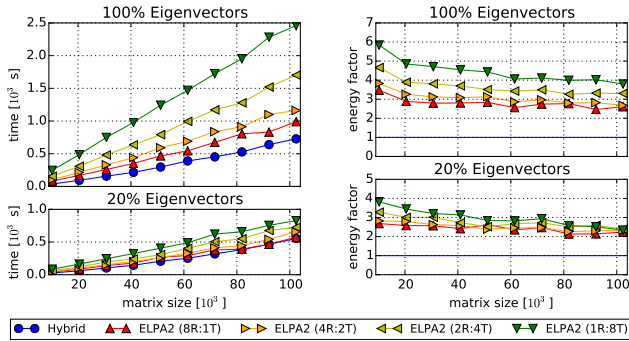 100% Eigenvectors
2.5
2.0
1.5
1.0
0.5
0.0
time [10³ s]
20% Eigenvectors
1.0
0.5
0.0
time [10³ s]
20 40 60 80 100
matrix size [10³ ]
100% Eigenvectors
7
6
5
4
3
2
1
0
energy factor
20% Eigenvectors
5
4
3
2
1
0
energy factor
20 40 60 80 100
matrix size [10³ ]
Hybrid ELPA2 (8R:1T) ELPA2 (4R:2T) ELPA2 (2R:4T) ELPA2 (1R:8T)